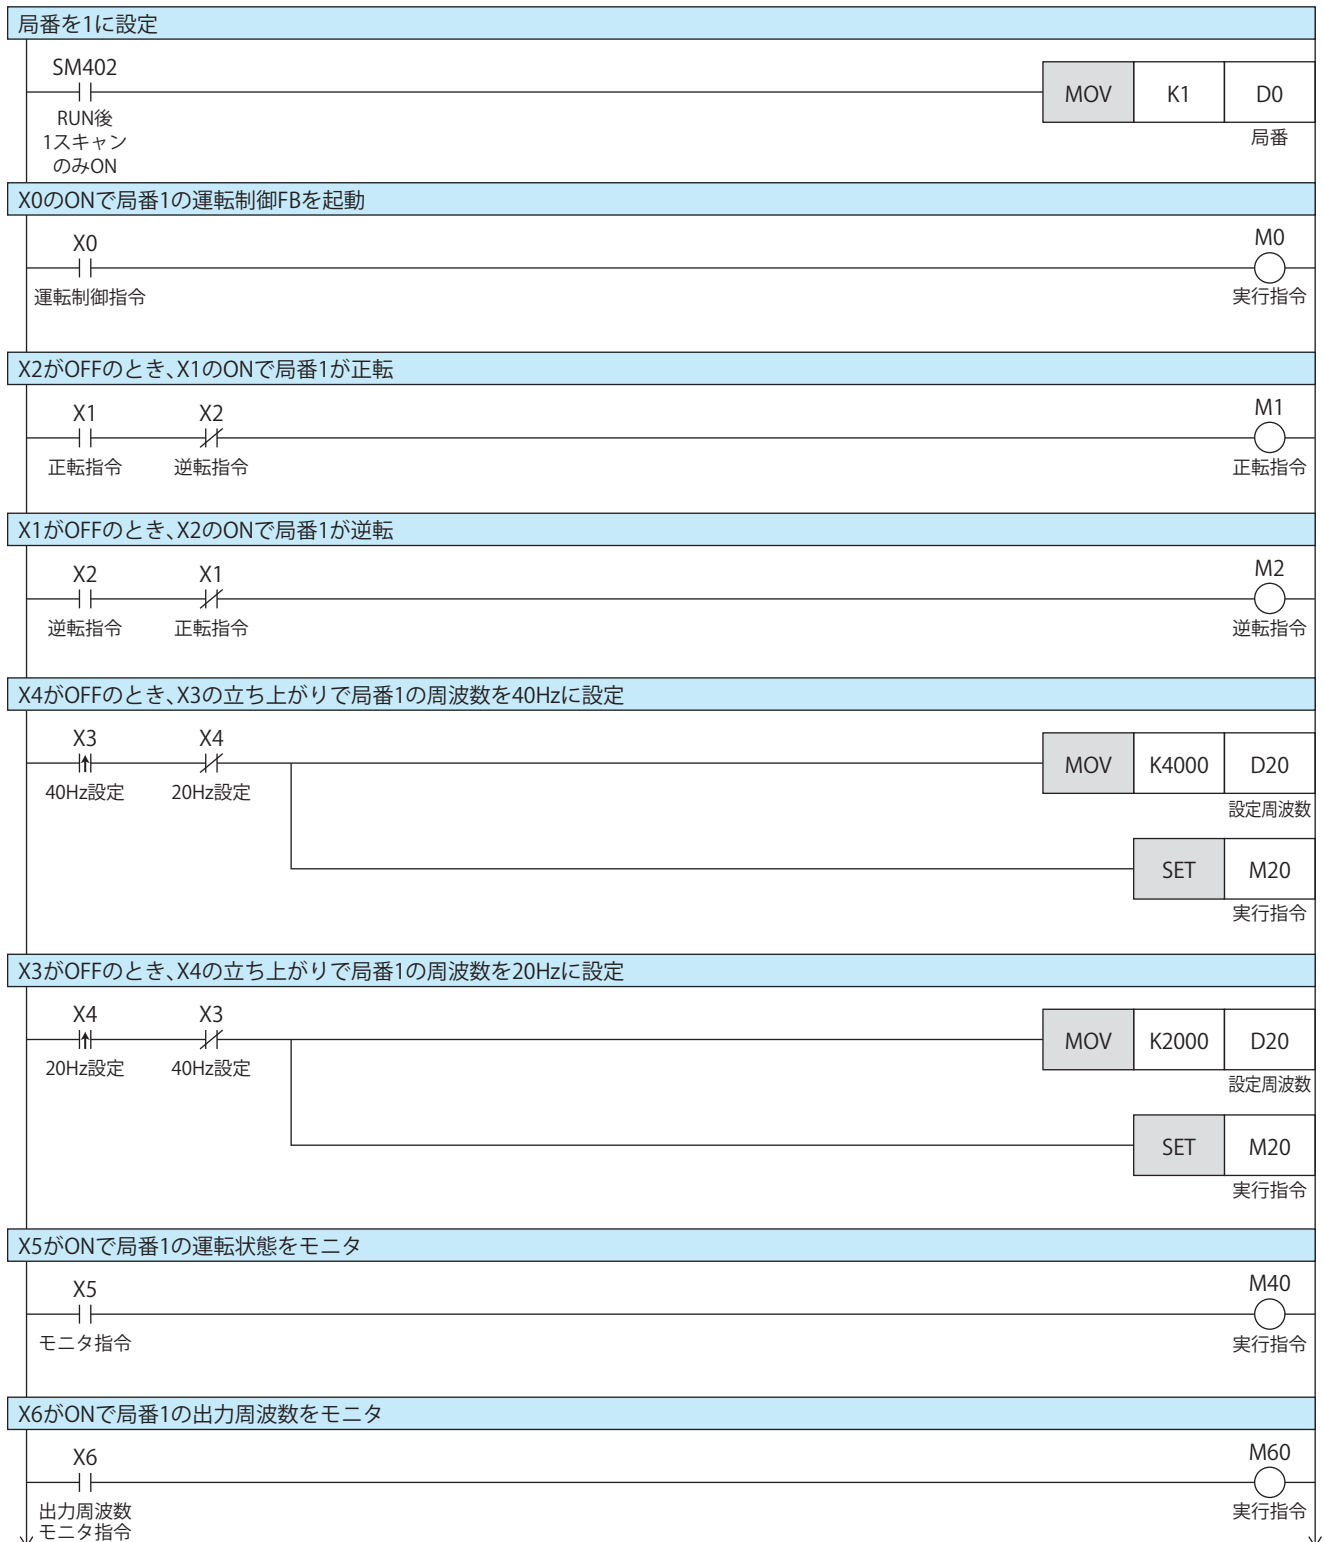 局番を1に設定
SM402
MOV K1 D0
RUN後
1スキャン
のみON
局番
X0のONで局番1の運転制御FBを起動
X0 M0
運転制御指令 実行指令
X2がOFFのとき、X1のONで局番1が正転
X1 X2 M1
正転指令 逆転指令 正転指令
X1がOFFのとき、X2のONで局番1が逆転
X2 X1 M2
逆転指令 正転指令 逆転指令
X4がOFFのとき、X3の立ち上がりで局番1の周波数を40Hzに設定
X3 X4
MOV K4000 D20
40Hz設定 20Hz設定 設定周波数
SET M20
実行指令
X3がOFFのとき、X4の立ち上がりで局番1の周波数を20Hzに設定
X4 X3
MOV K2000 D20
20Hz設定 40Hz設定 設定周波数
SET M20
実行指令
X5がONで局番1の運転状態をモニタ
X5 M40
モニタ指令 実行指令
X6がONで局番1の出力周波数をモニタ
X6 M60
出力周波数 実行指令
モニタ指令